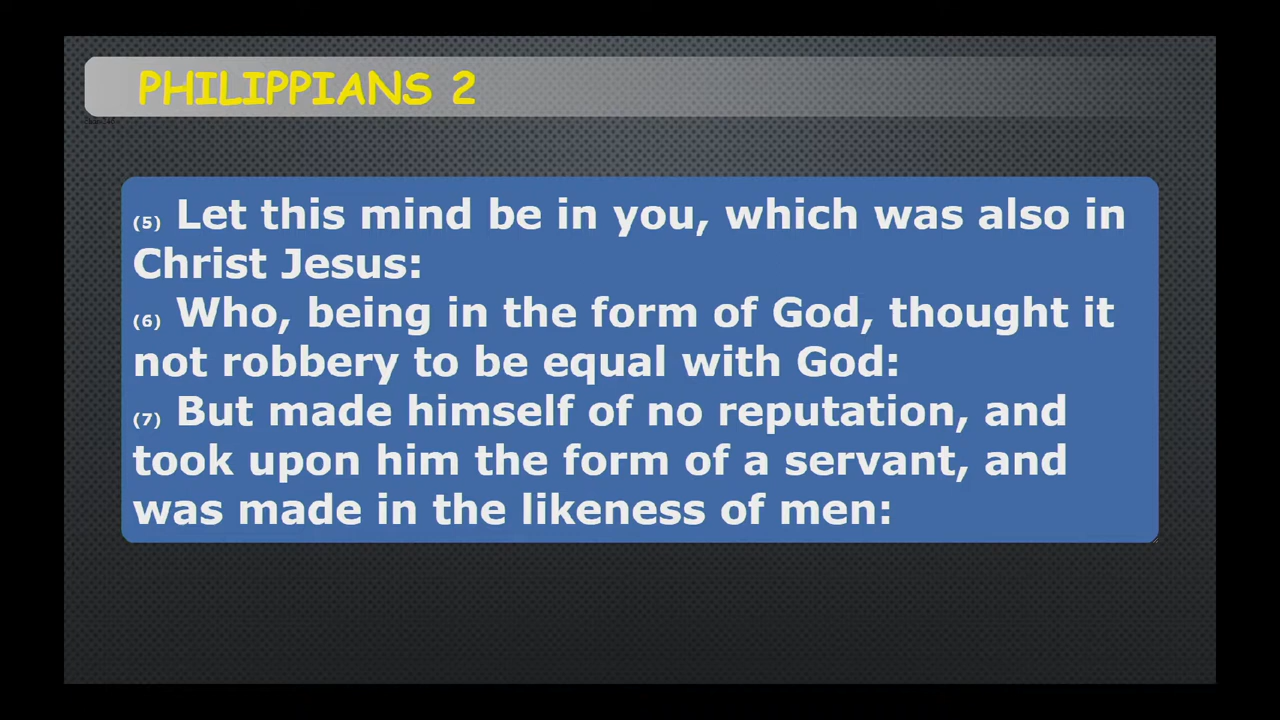 PHILIPPIANS 2
(5) Let this mind be in you, which was also in
Christ Jesus:
(6) Who, being in the form of God, thought it
not robbery to be equal with God:
(7) But made himself of no reputation, and
took upon him the form of a servant, and
was made in the likeness of men: